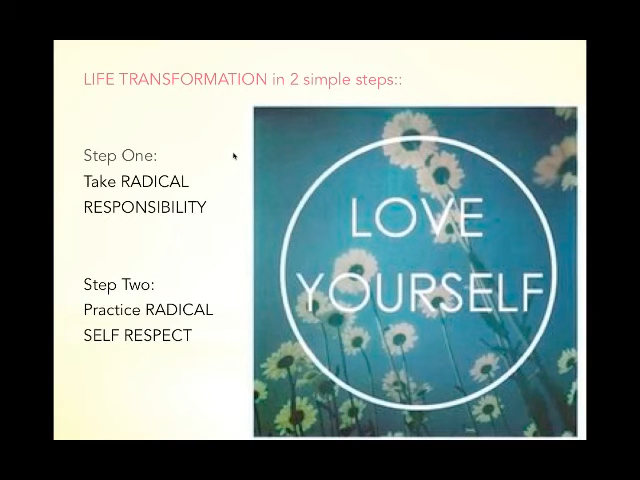 LIFE TRANSFORMATION in 2 simple steps::
Step One:
Take RADICAL
RESPONSIBILITY
Step Two:
Practice RADICAL
SELF RESPECT
LOVE
YOURSELF